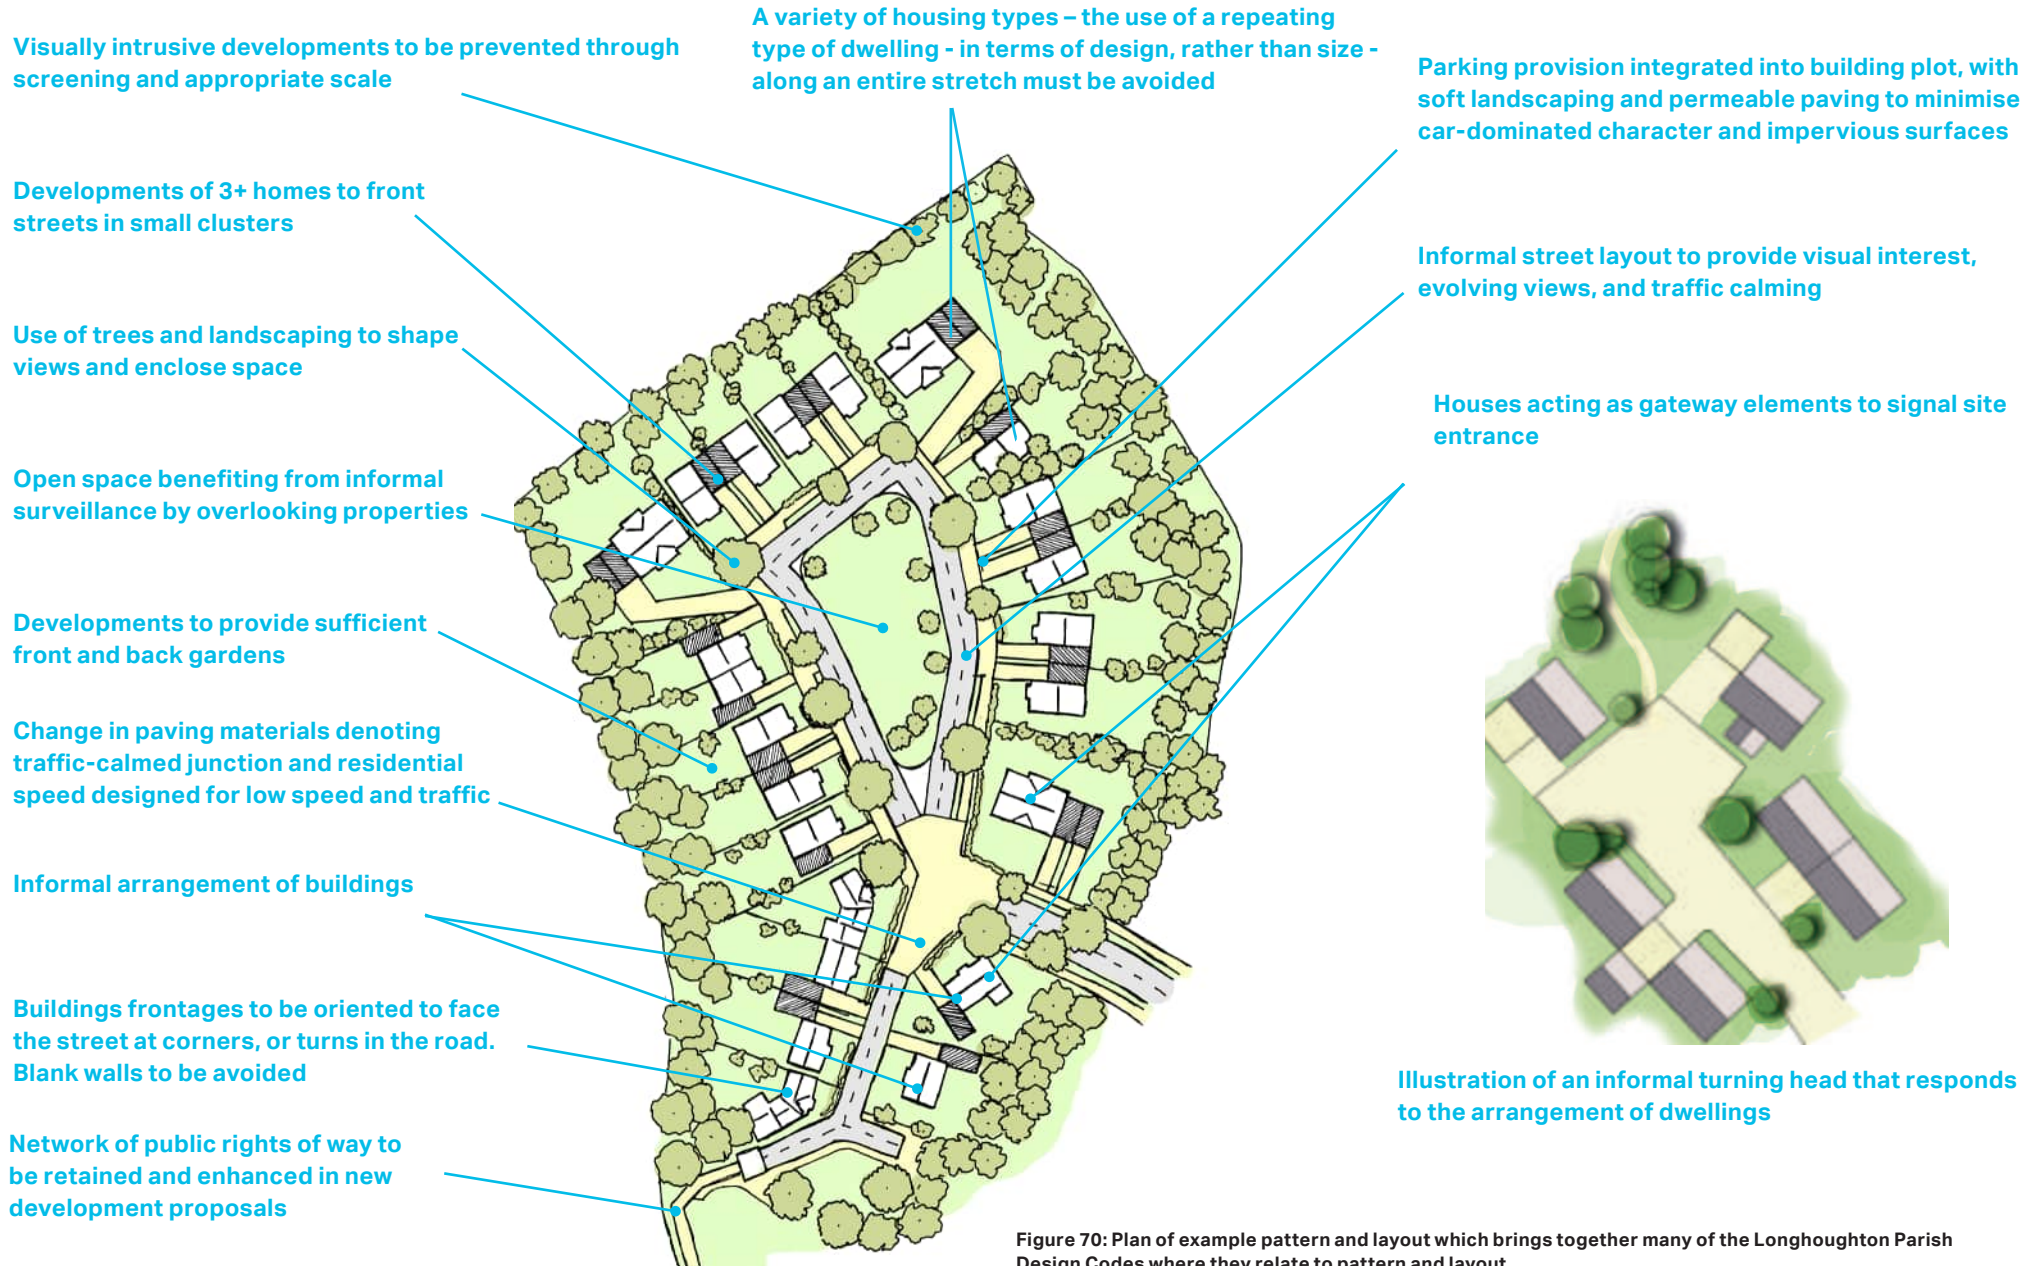 Visually intrusive developments to be prevented through
screening and appropriate scale
A variety of housing types – the use of a repeating
type of dwelling - in terms of design, rather than size -
along an entire stretch must be avoided
Parking provision integrated into building plot, with
soft landscaping and permeable paving to minimise
car-dominated character and impervious surfaces
Developments of 3+ homes to front
streets in small clusters
Informal street layout to provide visual interest,
evolving views, and traffic calming
Use of trees and landscaping to shape
views and enclose space
Houses acting as gateway elements to signal site
entrance
Open space benefiting from informal
surveillance by overlooking properties
Developments to provide sufficient
front and back gardens
Change in paving materials denoting
traffic-calmed junction and residential
speed designed for low speed and traffic
Informal arrangement of buildings
Buildings frontages to be oriented to face
the street at corners, or turns in the road.
Blank walls to be avoided
Illustration of an informal turning head that responds
to the arrangement of dwellings
Network of public rights of way to
be retained and enhanced in new
development proposals
Figure 70: Plan of example pattern and layout which brings together many of the Longhoughton Parish
Design Codes where they relate to pattern and layout